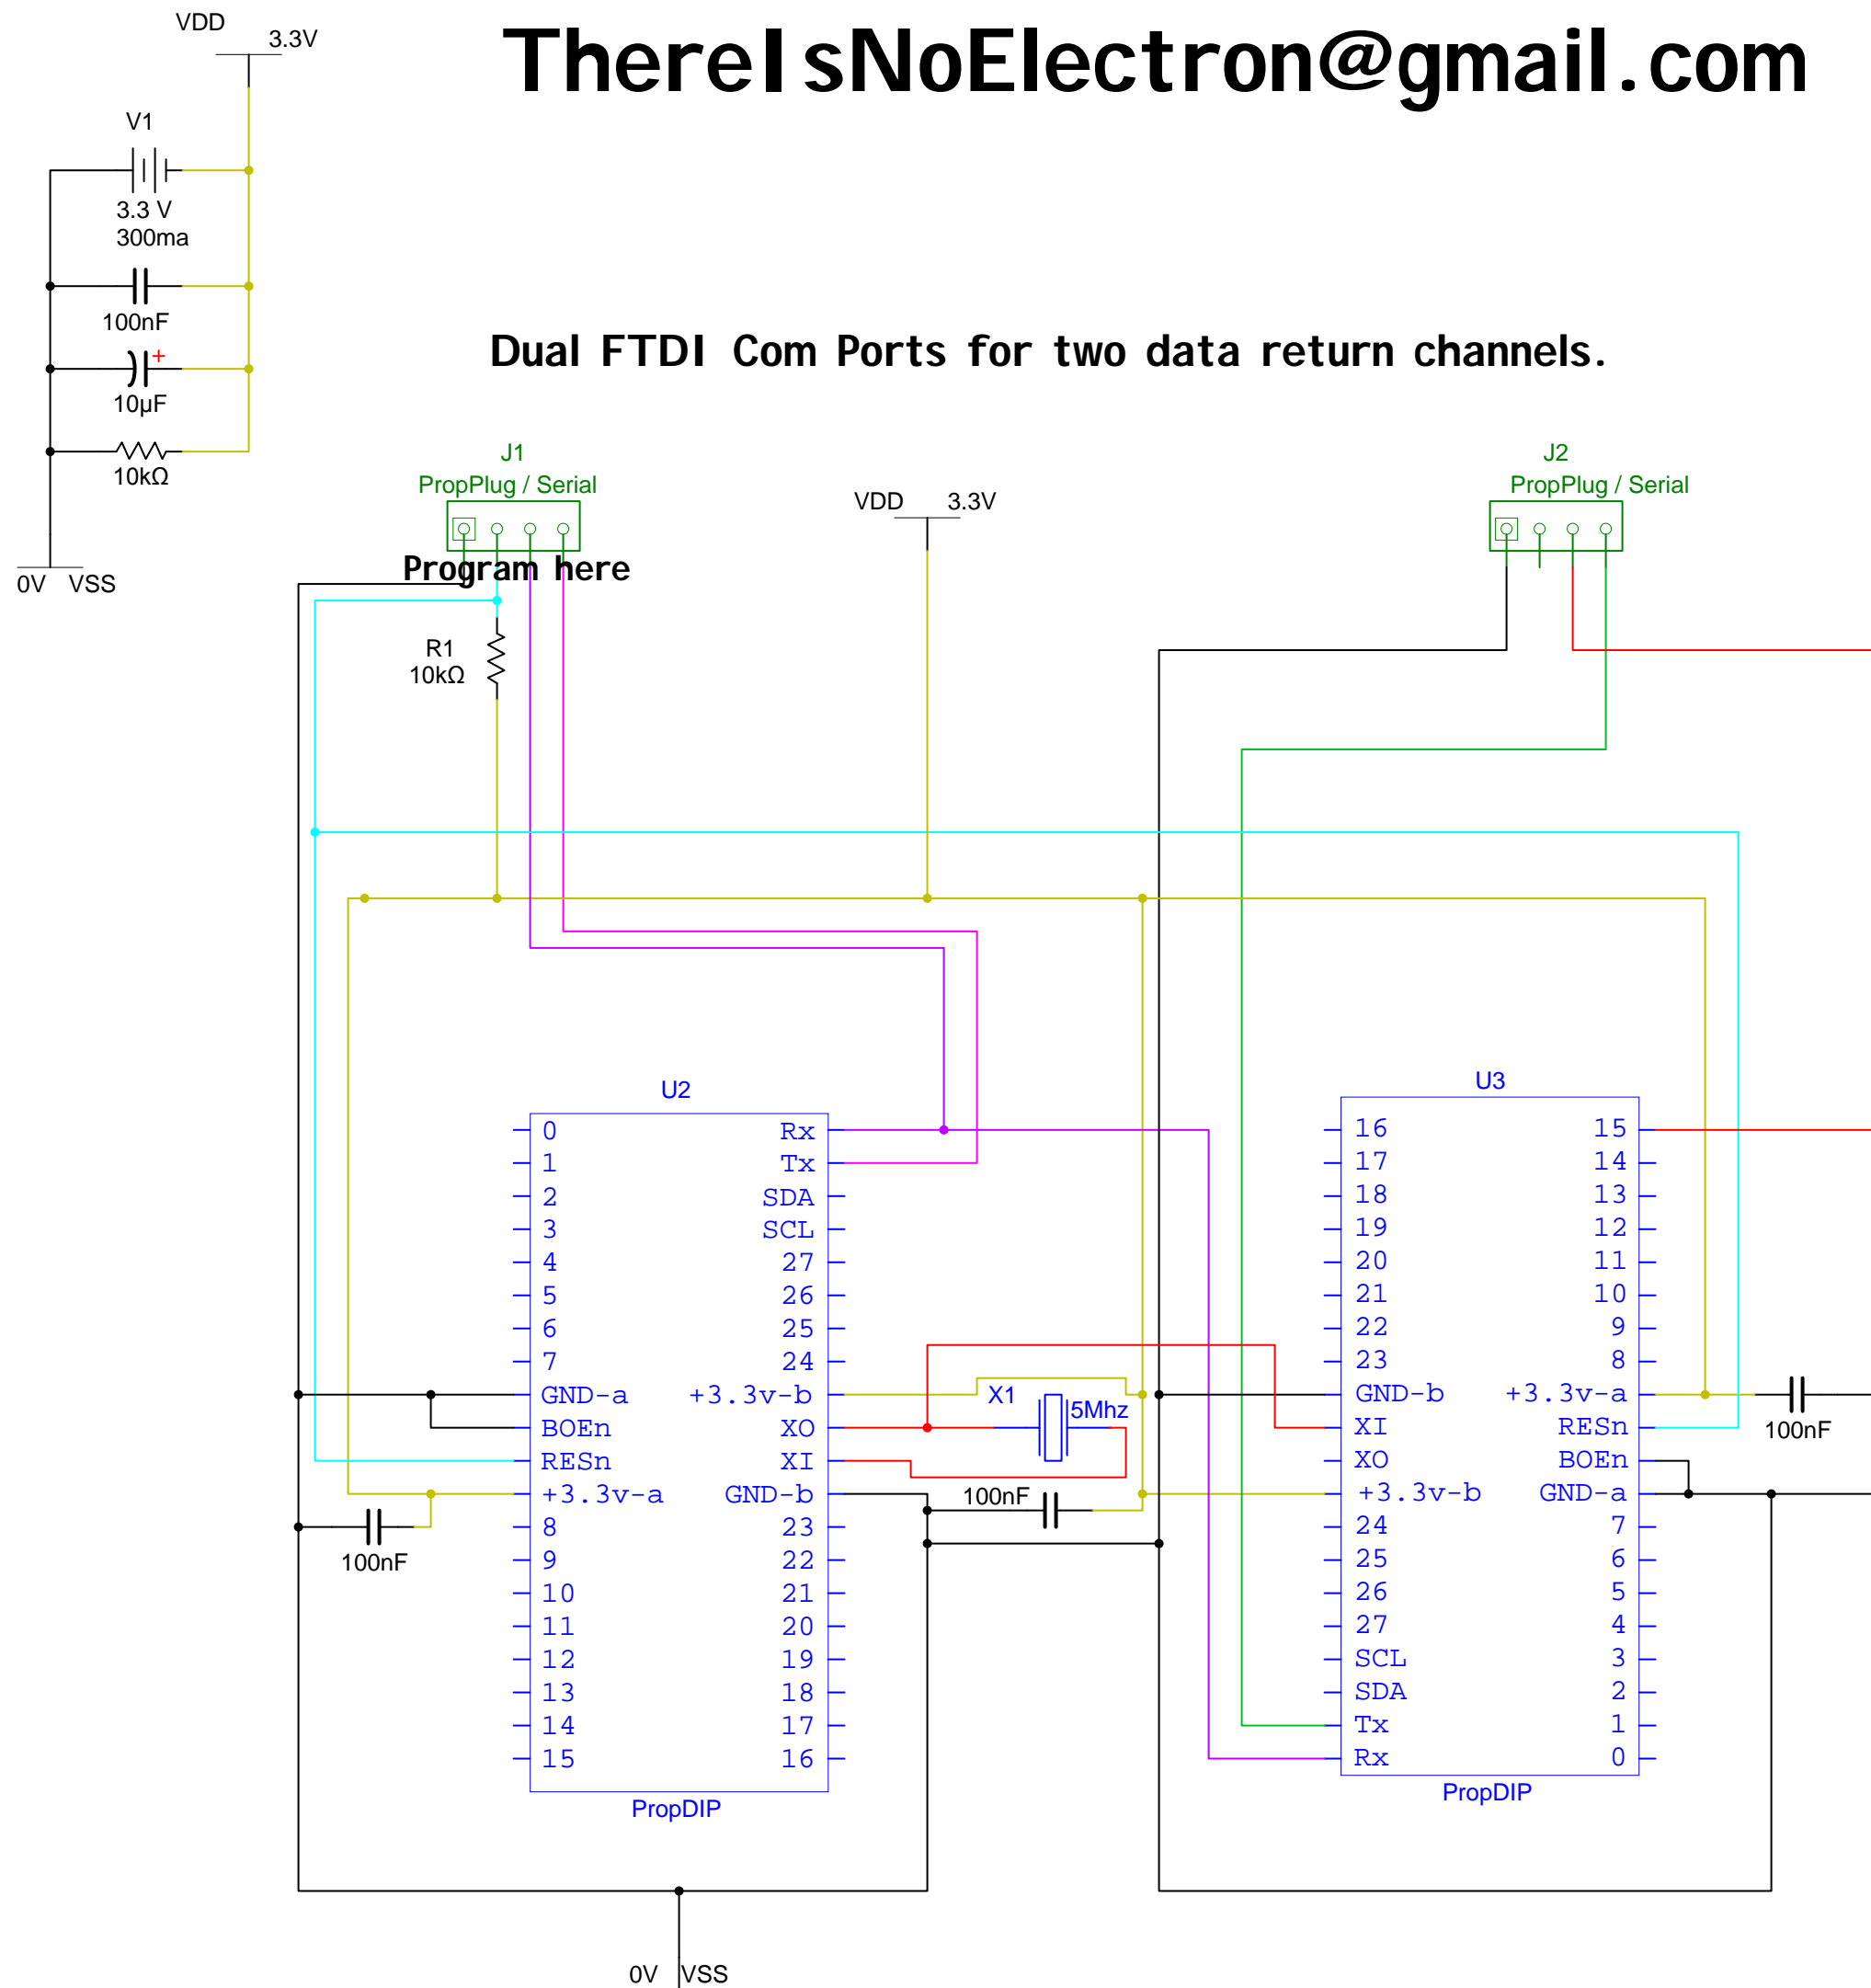 ThereIsNoElectron@gmail.com
VDD 3.3V
V1
3.3 V
300ma
100nF
+
10µF
10kΩ
0V VSS
Dual FTDI Com Ports for two data return channels.
J1
PropPlug / Serial
Program here
R1
10kΩ
VDD 3.3V
J2
PropPlug / Serial
U2
0 Rx
1 Tx
2 SDA
3 SCL
4 27
5 26
6 25
7 24
GND-a +3.3v-b
BOEn XO
RESn XI
+3.3v-a GND-b
8 23
9 22
10 21
11 20
12 19
13 18
14 17
15 16
PropDIP
100nF
X1
5Mhz
100nF
U3
16 15
17 14
18 13
19 12
20 11
21 10
22 9
23 8
GND-b +3.3v-a
XI RESn
XO BOEn
+3.3v-b GND-a
24 7
25 6
26 5
27 4
SCL 3
SDA 2
Tx 1
Rx 0
PropDIP
100nF
0V VSS